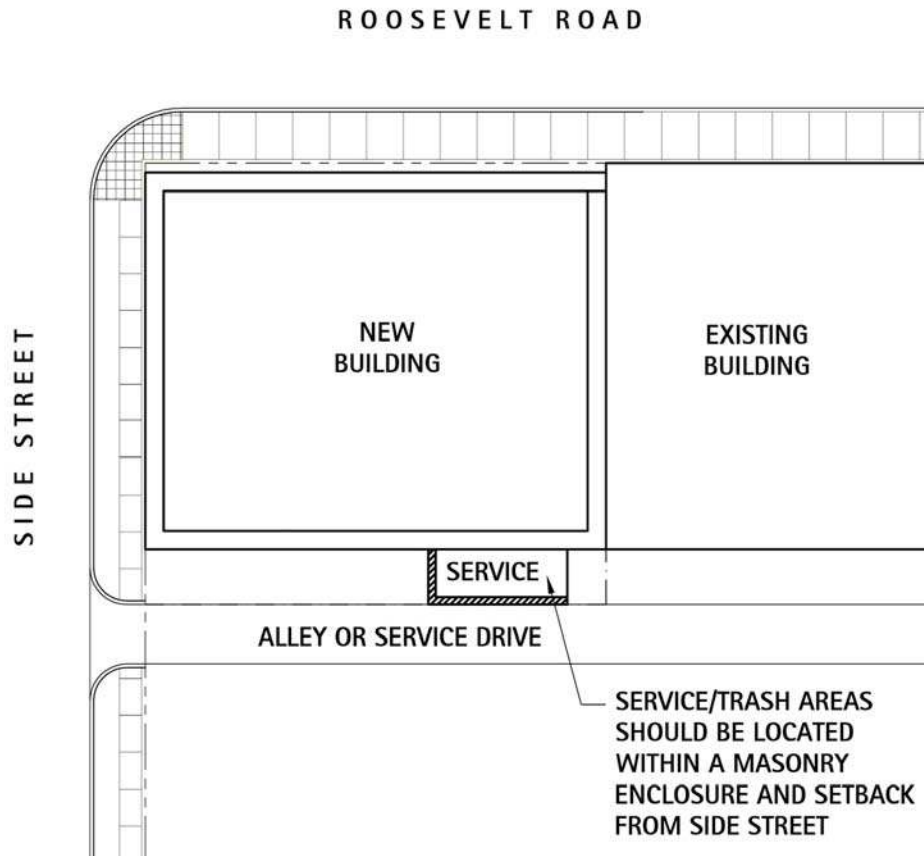 ROOSEVELT ROAD
NEW
BUILDING
EXISTING
BUILDING
SIDE STREET
SERVICE
ALLEY OR SERVICE DRIVE
SERVICE/TRASH AREAS
SHOULD BE LOCATED
WITHIN A MASONRY
ENCLOSURE AND SETBACK
FROM SIDE STREET